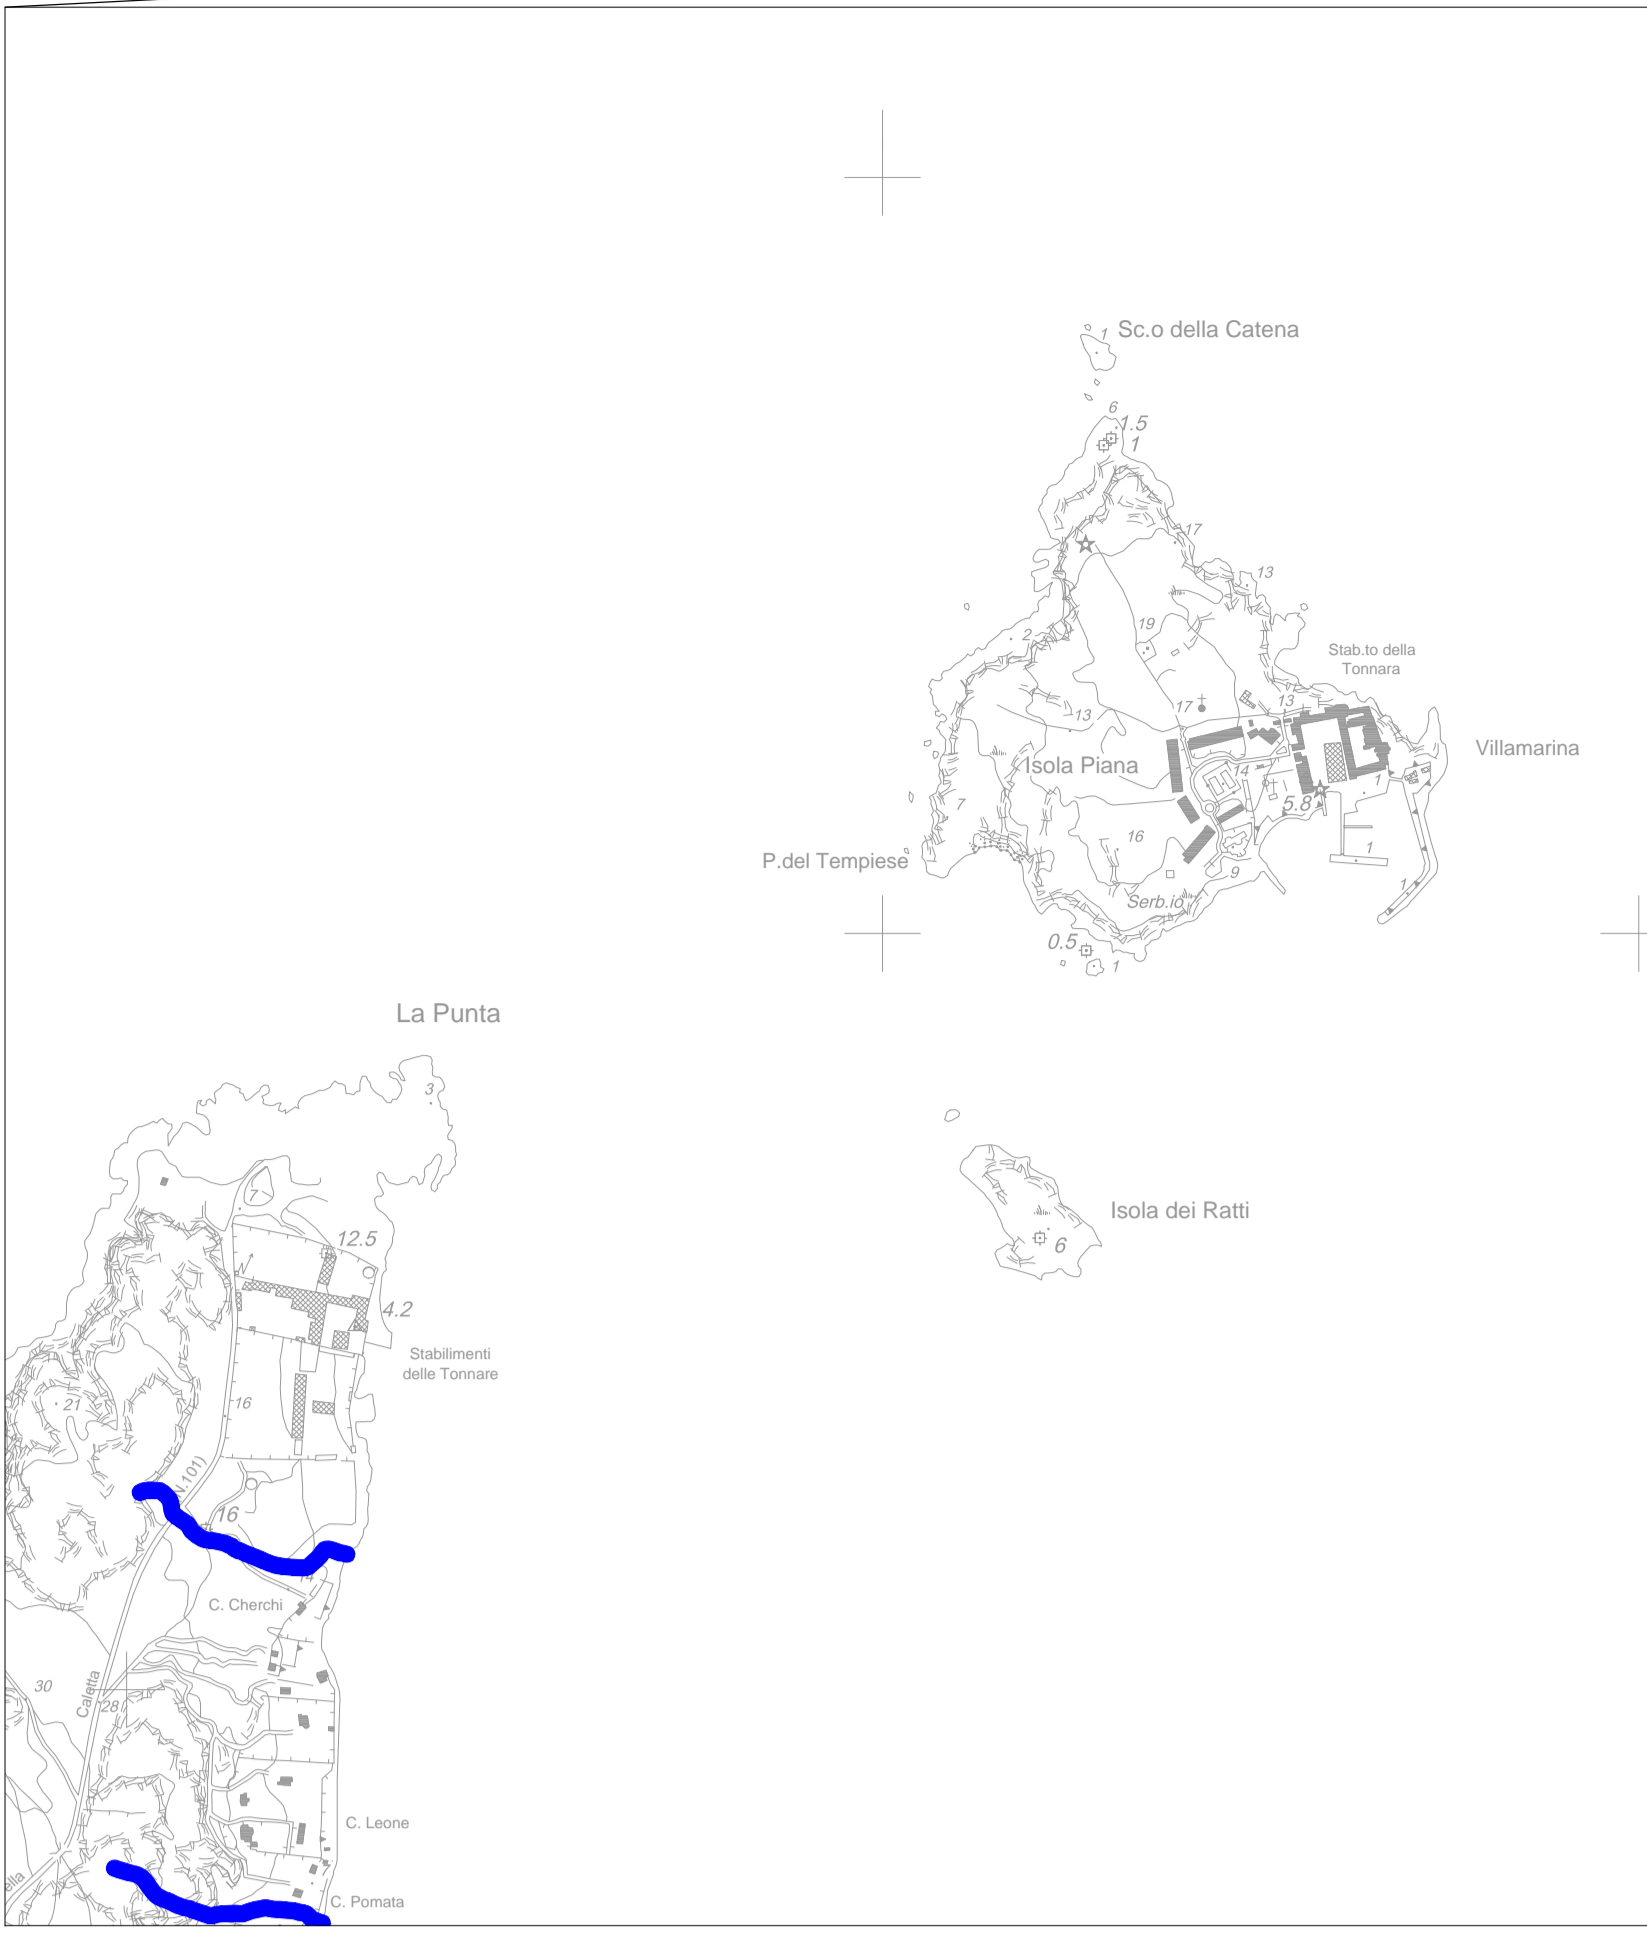 1
Sc.o della Catena
6
1.5
1
17
13
19
2
Stab.to della
Tonnara
17
13
13
Villamarina
Isola Piana
14
1
7
5.8
16
1
P.del Tempiese
9
1
Serb.io
0.5
1
La Punta
3
Isola dei Ratti
7
12.5
6
N
4.2
Stabilimenti
delle Tonnare
21
16
N.101)
16
14
C. Cherchi
30
Caletta
28
C. Leone
ella
C. Pomata